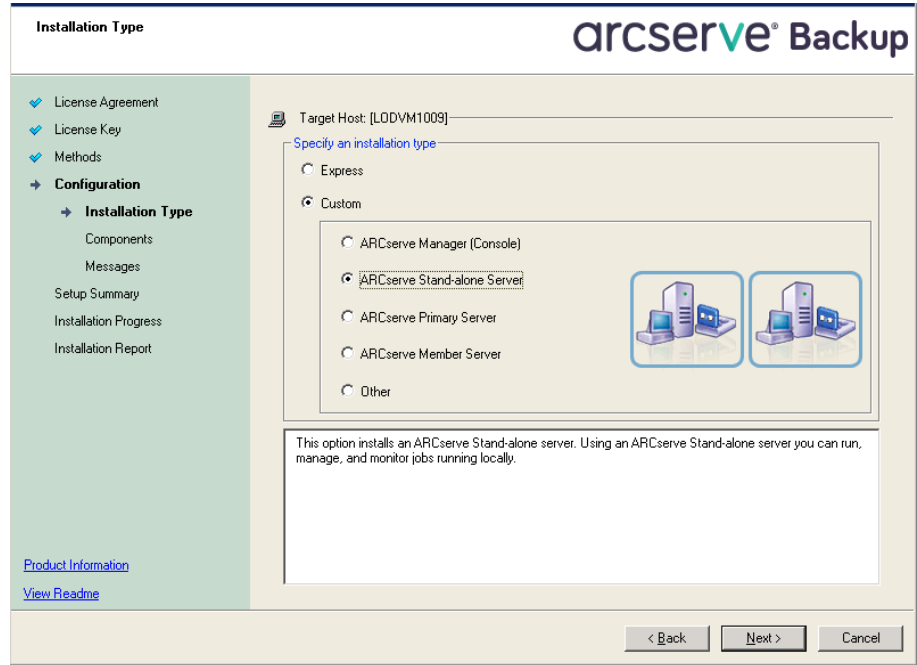 Installation Type
arcserve® Backup
License Agreement
License Key
Methods
Configuration
Installation Type
Components
Messages
Setup Summary
Installation Progress
Installation Report
Product Information
View Readme
Target Host: [LODVM1009]
Specify an installation type
Express
Custom
ARCserve Manager (Console)
ARCserve Stand-alone Server
ARCserve Primary Server
ARCserve Member Server
Other
This option installs an ARCserve Stand-alone server. Using an ARCserve Stand-alone server you can run,
manage, and monitor jobs running locally.
< Back
Next >
Cancel